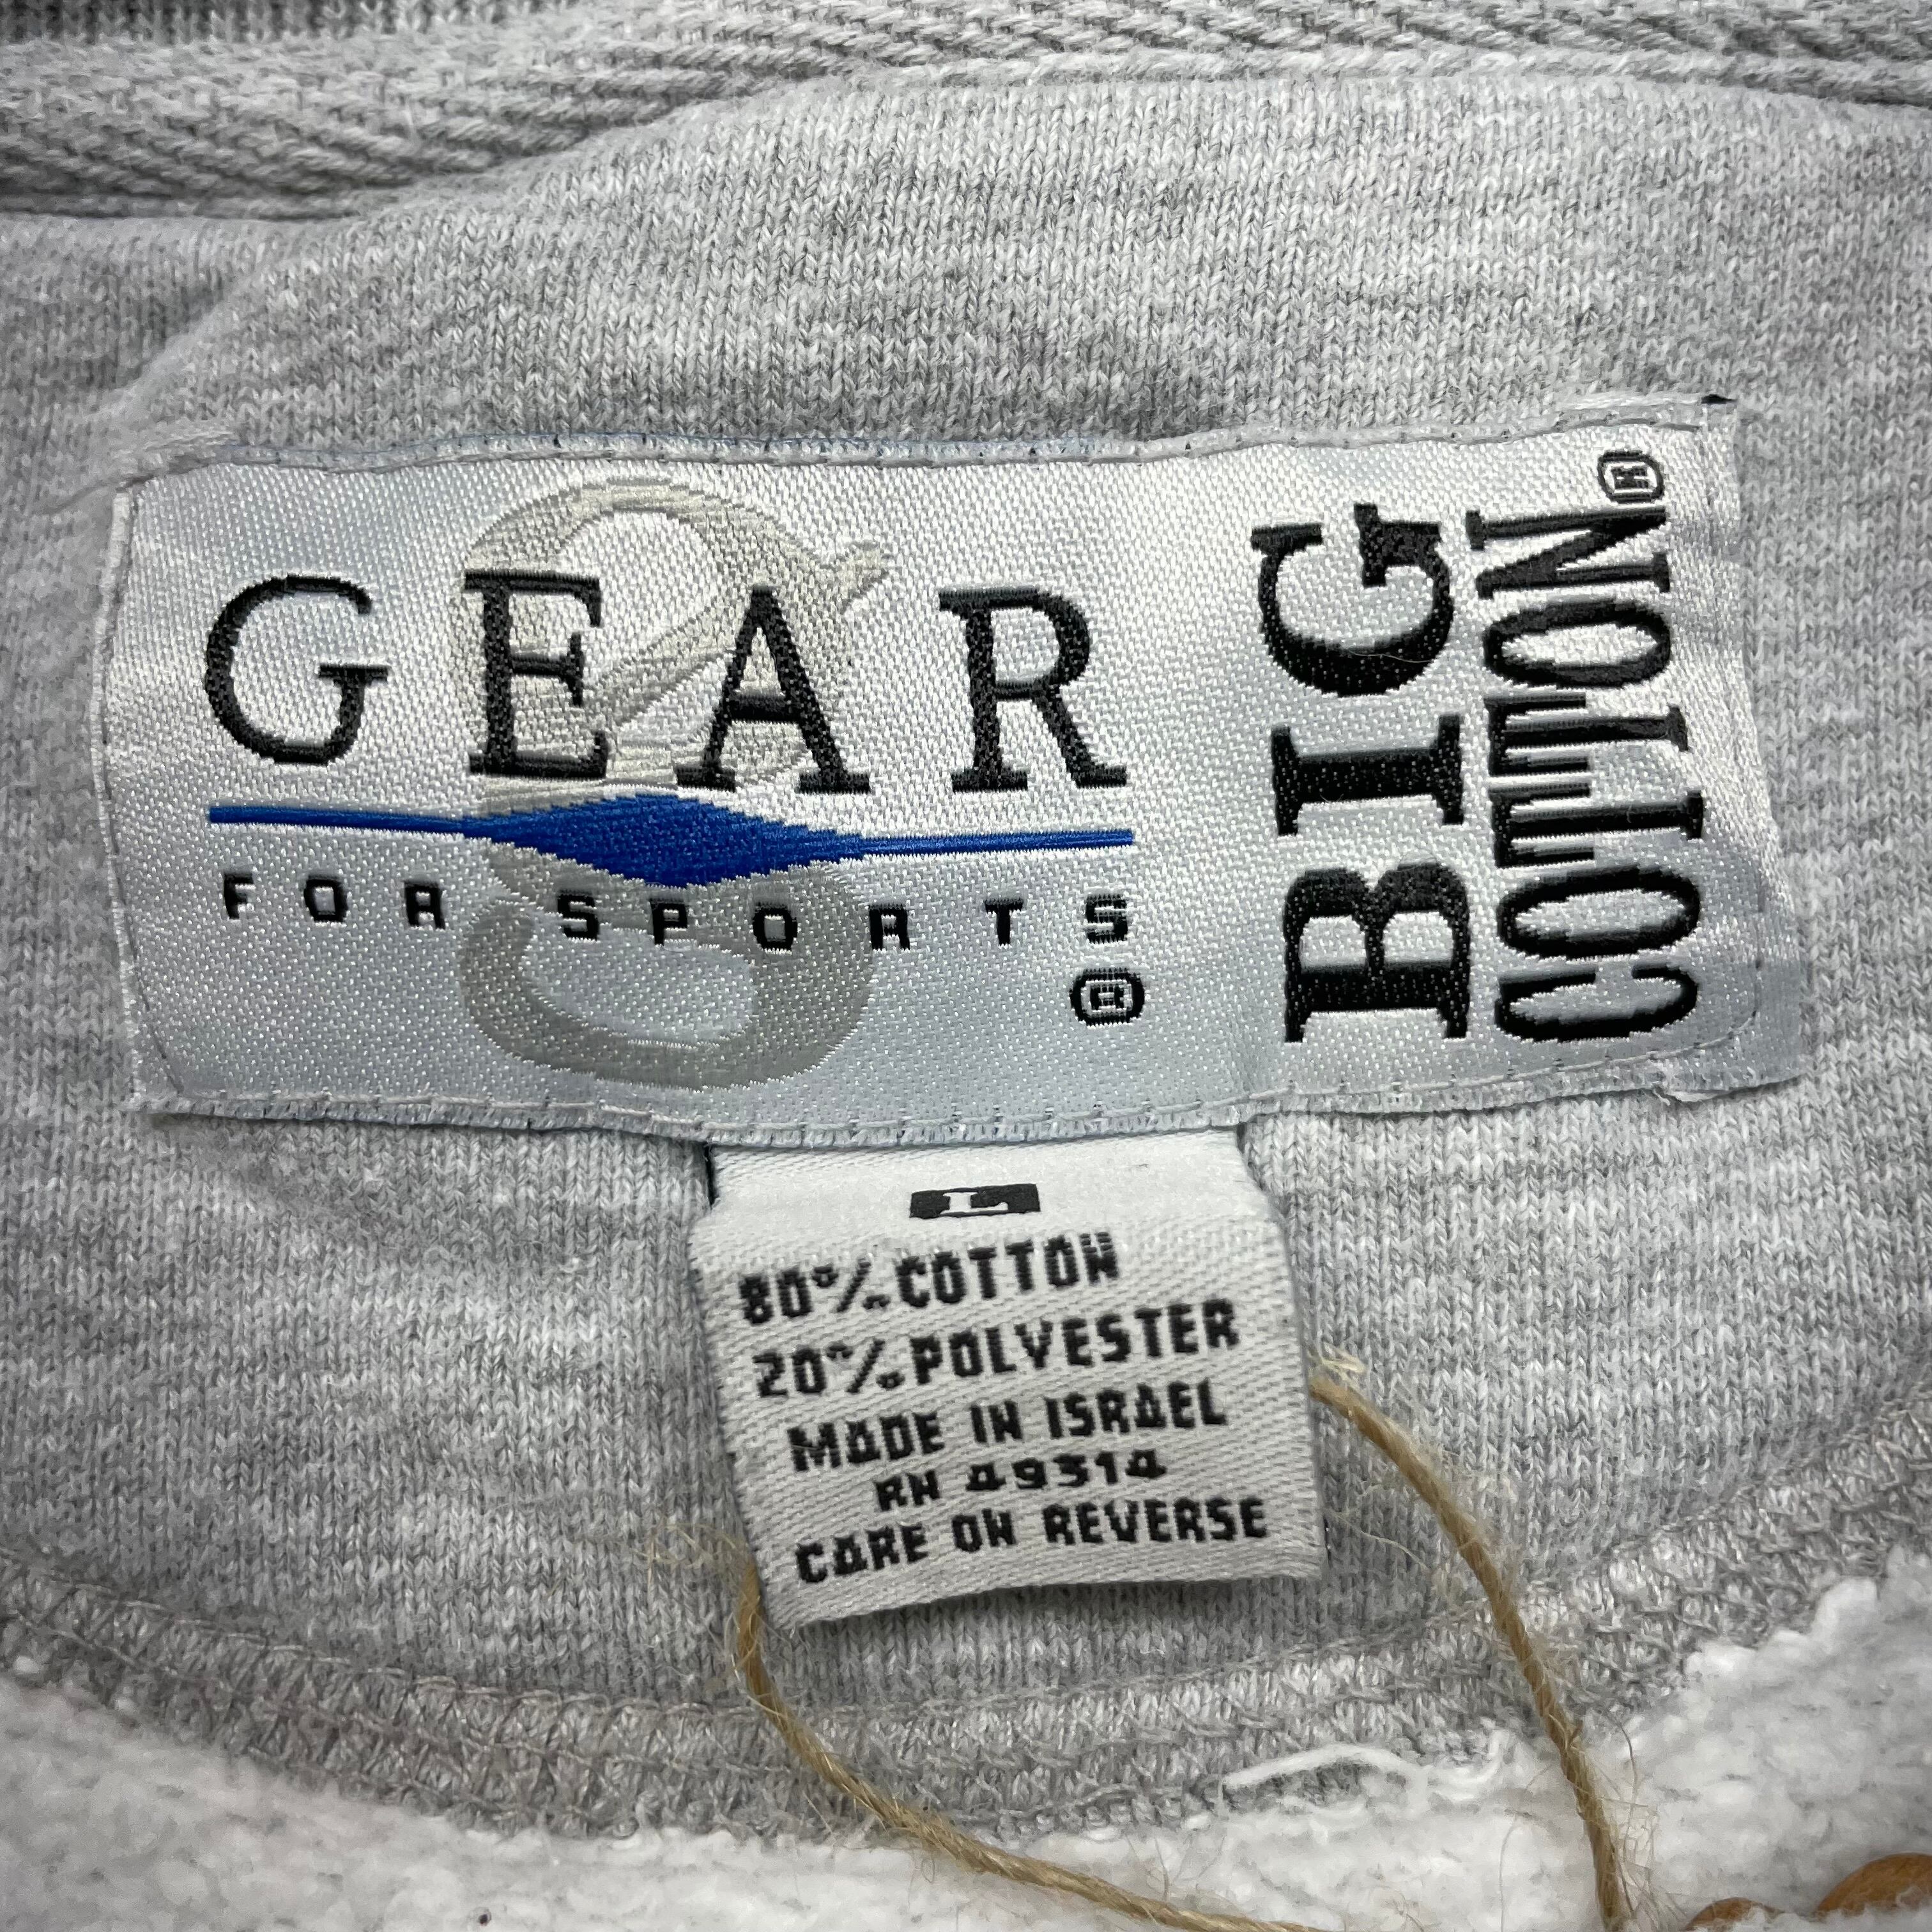 GEAR
FOR SPORTS®
BIG
COTTON®
L
80% COTTON
20% POLYESTER
MADE IN ISRAEL
RN 49314
CARE ON REVERSE